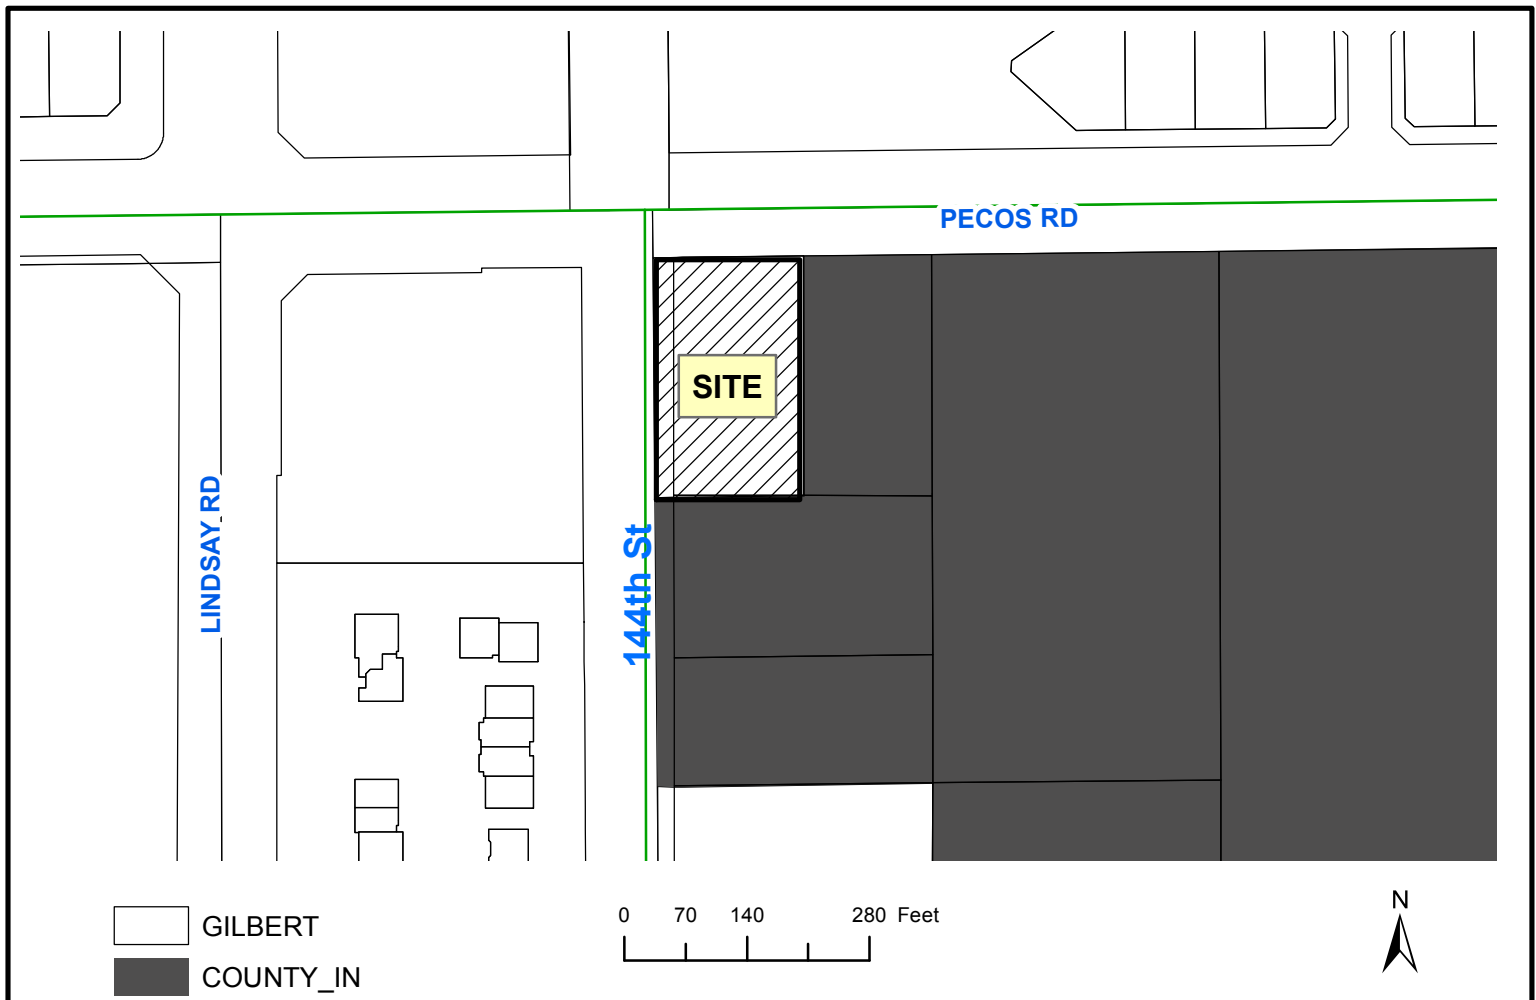 PECOS RD
SITE
LINDSAY RD
144th St
GILBERT
COUNTY_IN
0 70 140 280 Feet
N